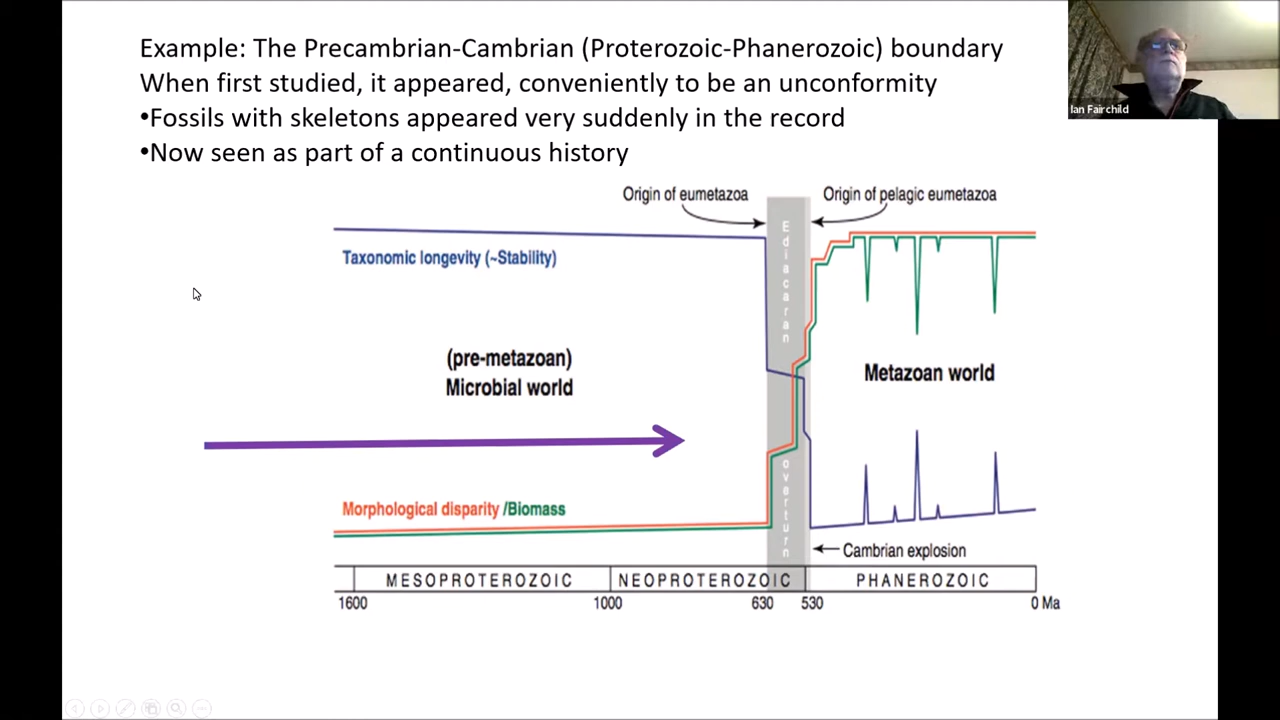 Example: The Precambrian-Cambrian (Proterozoic-Phanerozoic) boundary
When first studied, it appeared, conveniently to be an unconformity
•Fossils with skeletons appeared very suddenly in the record
•Now seen as part of a continuous history
Ian Fairchild
Origin of eumetazoa
Origin of pelagic eumetazoa
Ediacaran
Taxonomic longevity (~Stability)
(pre-metazoan)
Microbial world
Metazoan world
overturn
Morphological disparity /Biomass
Cambrian explosion
MESOPROTEROZOIC
NEOPROTEROZOIC
PHANEROZOIC
1600
1000
630
530
0 Ma